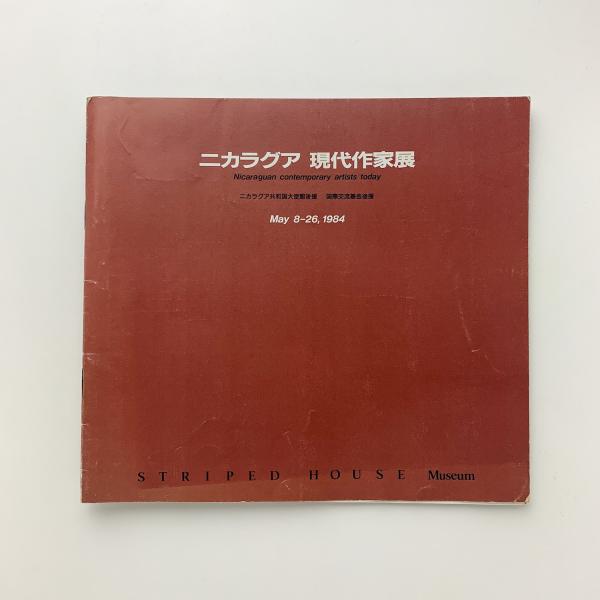 ニカラグア 現代作家展
Nicaraguan contemporary artists today
ニカラグア共和国大使館後援 国際交流基金後援
May 8-26, 1984
STRIPED HOUSE Museum